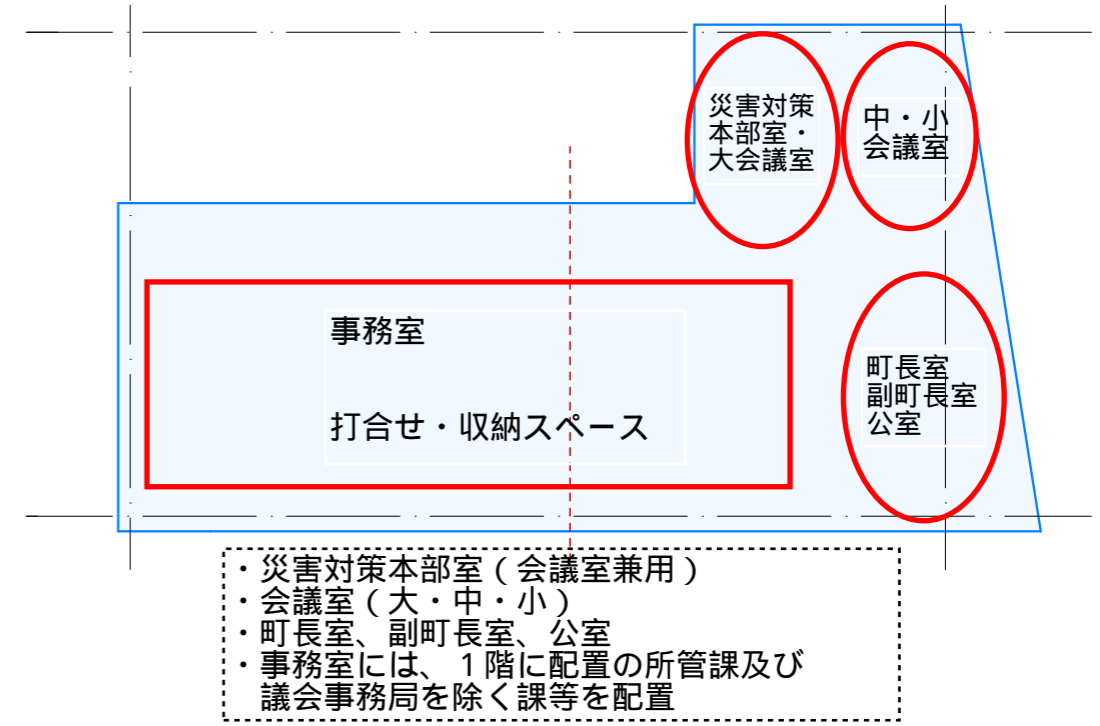 災害対策
本部室・
大会議室
中・小
会議室
事務室
打合せ・収納スペース
町長室
副町長室
公室
・災害対策本部室（会議室兼用）
・会議室（大・中・小）
・町長室、副町長室、公室
・事務室には、１階に配置の所管課及び
議会事務局を除く課等を配置